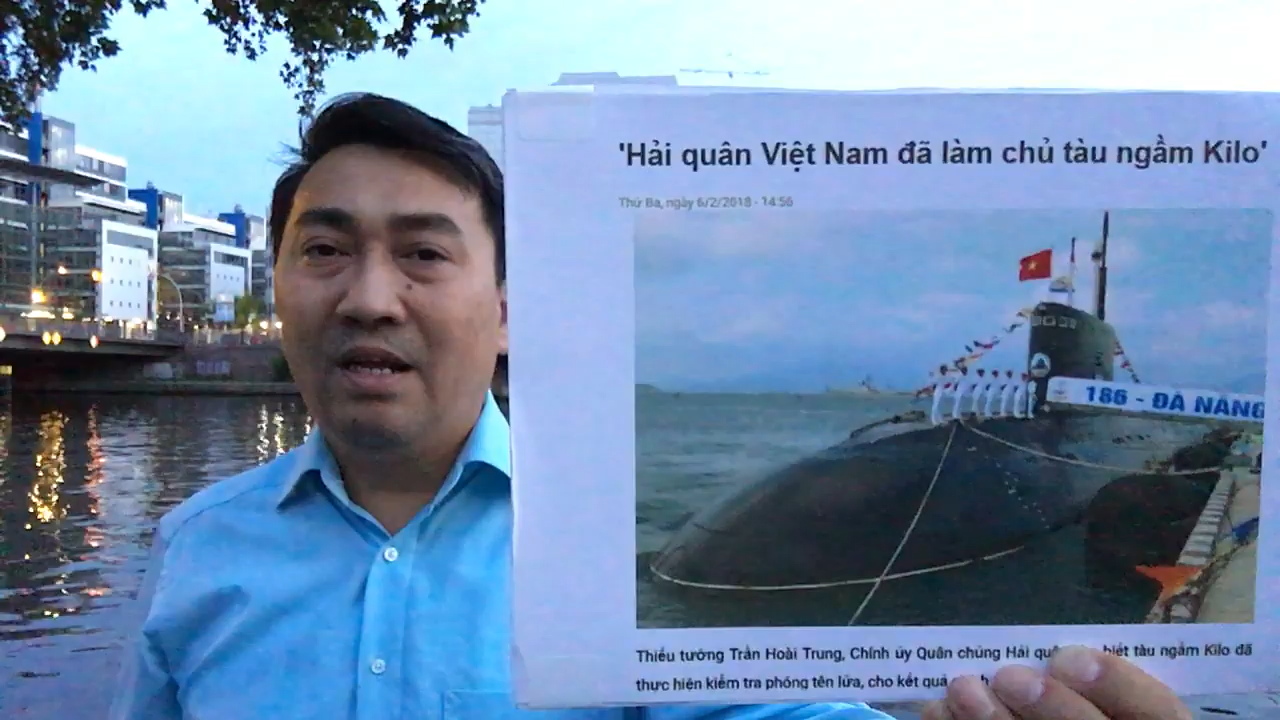 'Hải quân Việt Nam đã làm chủ tàu ngầm Kilo'
Thứ Ba, ngày 6/2/2018 - 14:56
186 - ĐÀ NẴNG
Thiếu tướng Trần Hoài Trung, Chính ủy Quân chủng Hải biết tàu ngầm Kilo đã
thực hiện kiểm tra phóng tên lửa, cho kết quả